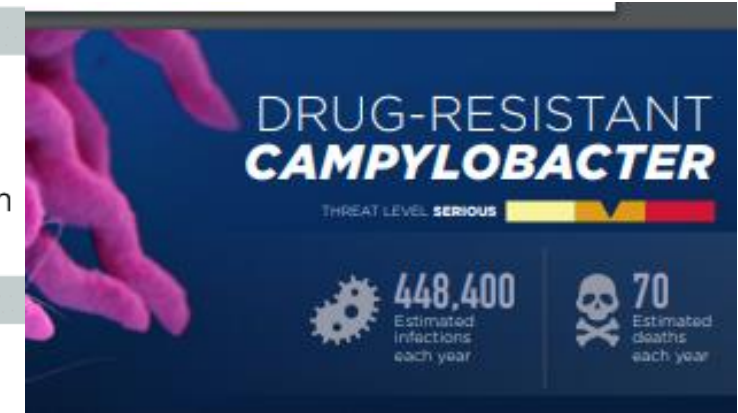 n
DRUG-RESISTANT
CAMPYLOBACTER
THREAT LEVEL SERIOUS
448,400
Estimated
infections
each year
70
Estimated
deaths
each year